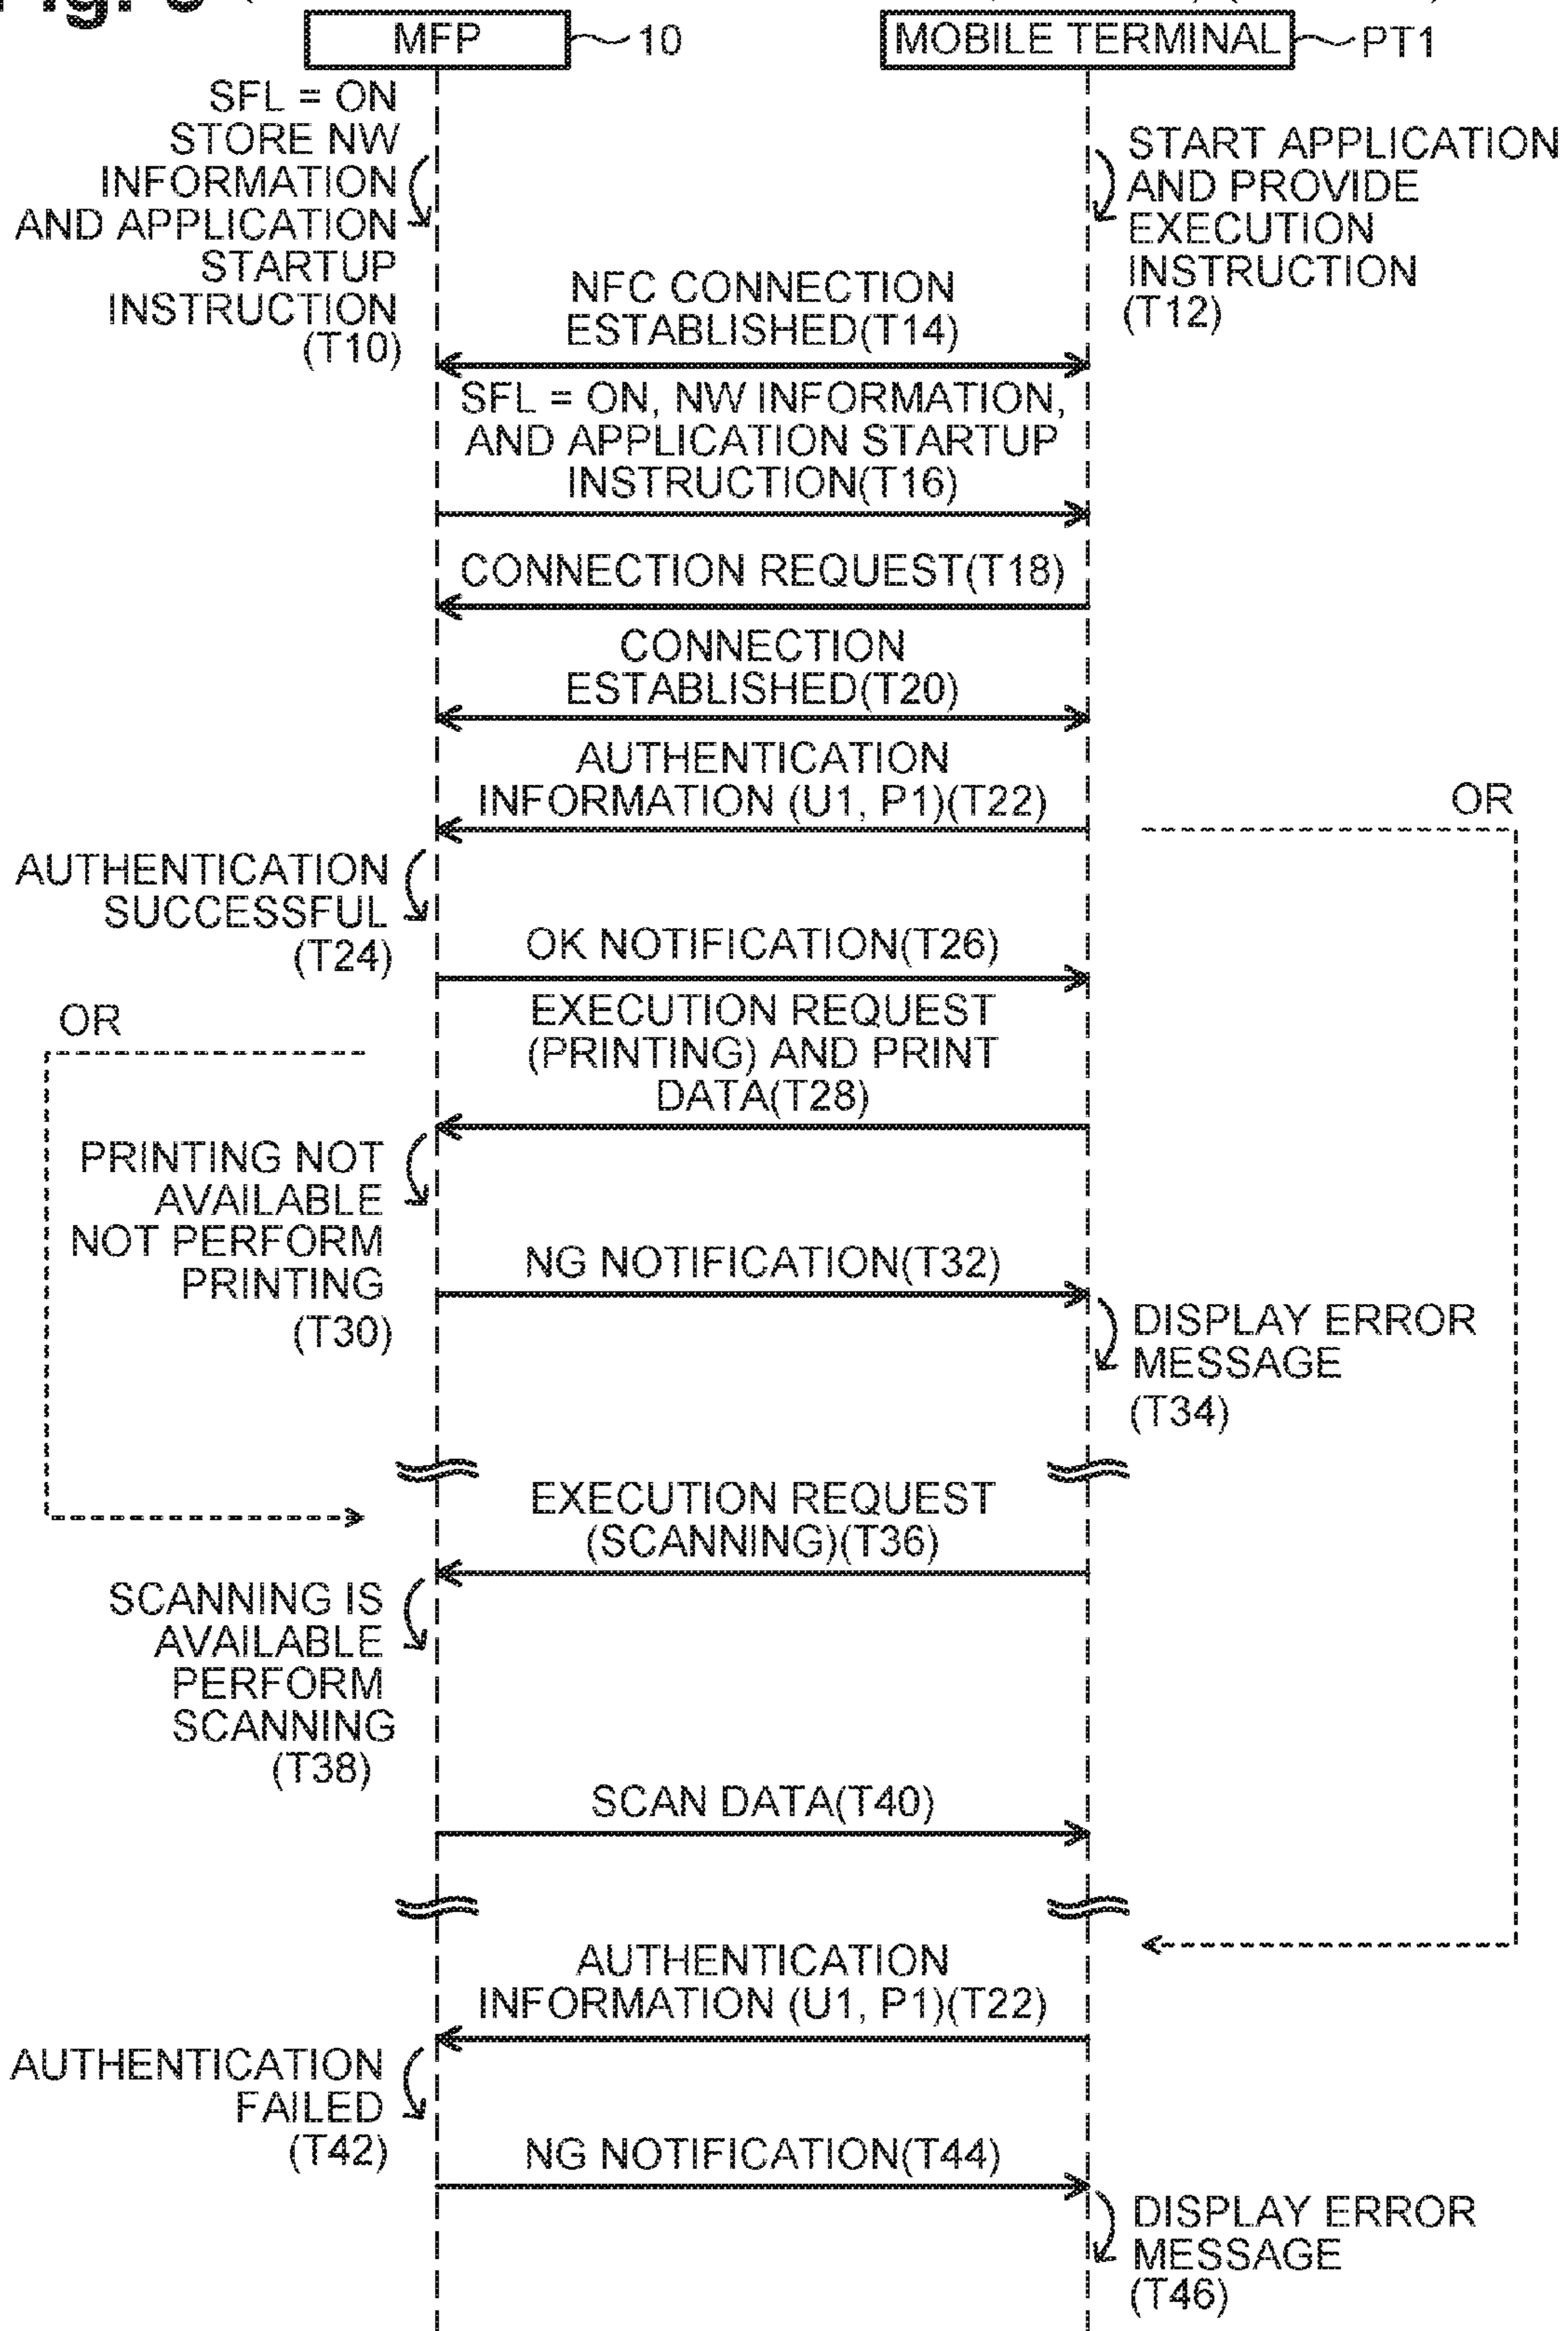 MFP
10
MOBILE TERMINAL
PT1
SFL = ON
STORE NW
INFORMATION
AND APPLICATION
STARTUP
INSTRUCTION
(T10)
START APPLICATION
AND PROVIDE
EXECUTION
INSTRUCTION
(T12)
NFC CONNECTION
ESTABLISHED(T14)
SFL = ON, NW INFORMATION,
AND APPLICATION STARTUP
INSTRUCTION(T16)
CONNECTION REQUEST(T18)
CONNECTION
ESTABLISHED(T20)
AUTHENTICATION
INFORMATION (U1, P1)(T22)
OR
AUTHENTICATION
SUCCESSFUL
(T24)
OK NOTIFICATION(T26)
OR
EXECUTION REQUEST
(PRINTING) AND PRINT
DATA(T28)
PRINTING NOT
AVAILABLE
NOT PERFORM
PRINTING
(T30)
NG NOTIFICATION(T32)
DISPLAY ERROR
MESSAGE
(T34)
EXECUTION REQUEST
(SCANNING)(T36)
SCANNING IS
AVAILABLE
PERFORM
SCANNING
(T38)
SCAN DATA(T40)
AUTHENTICATION
INFORMATION (U1, P1)(T22)
AUTHENTICATION
FAILED
(T42)
NG NOTIFICATION(T44)
DISPLAY ERROR
MESSAGE
(T46)